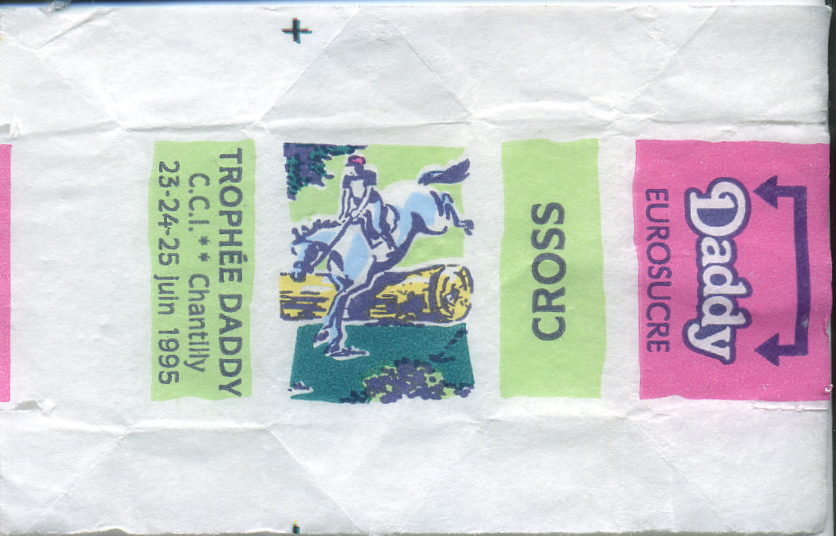 TROPHÉE DADDY
C.C.I.** Chantilly
23-24-25 juin 1995
CROSS
Daddy
EUROSUCRE